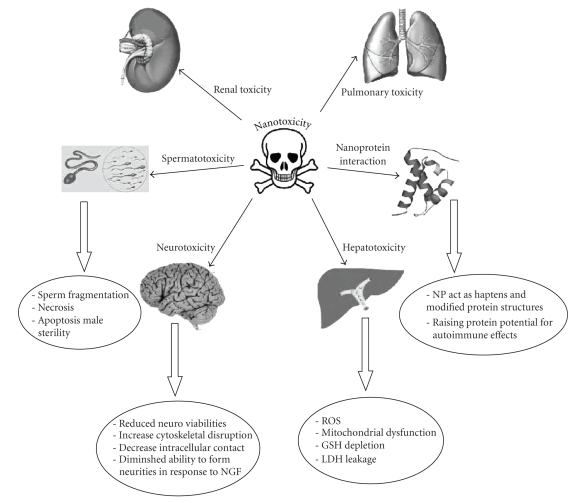 Renal toxicity
Pulmonary toxicity
Nanotoxicity
Spermatotoxicity
Nanoprotein
interaction
Neurotoxicity
Hepatotoxicity
- Sperm fragmentation
- Necrosis
- Apoptosis male
sterility
- NP act as haptens and
modified protein structures
- Raising protein potential for
autoimmune effects
- Reduced neuro viabilities
- Increase cytoskeletal disruption
- Decrease intracellular contact
- Diminshed ability to form
neurities in response to NGF
- ROS
- Mitochondrial dysfunction
- GSH depletion
- LDH leakage